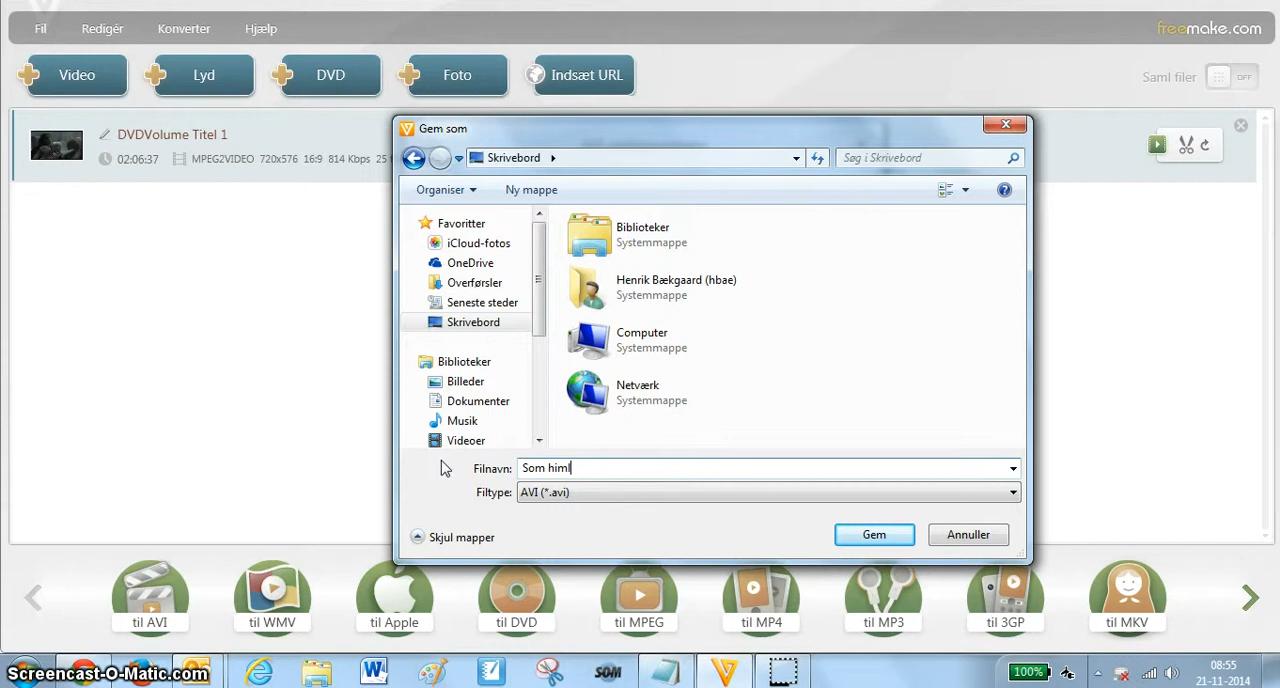 Fil Redigér Konverter Hjælp freemake.com
Video Lyd DVD Foto Indsæt URL Saml filer OFF
DVDVolume Titel 1
02:06:37 MPEG2VIDEO 720x576 16:9 814 Kbps 25
Gem som
Skrivebord Søg i Skrivebord
Organiser Ny mappe
Favoritter
iCloud-fotos
OneDrive
Overførsler
Seneste steder
Skrivebord
Biblioteker
Billeder
Dokumenter
Musik
Videoer
Biblioteker
Systemmappe
Henrik Bækgaard (hbae)
Systemmappe
Computer
Systemmappe
Netværk
Systemmappe
Filnavn: Som himl
Filtype: AVI (*.avi)
Skjul mapper Gem Annuller
til AVI til WMV til Apple til DVD til MPEG til MP4 til MP3 til 3GP til MKV
Screencast-O-Matic.com SOM 100% 08:55
21-11-2014